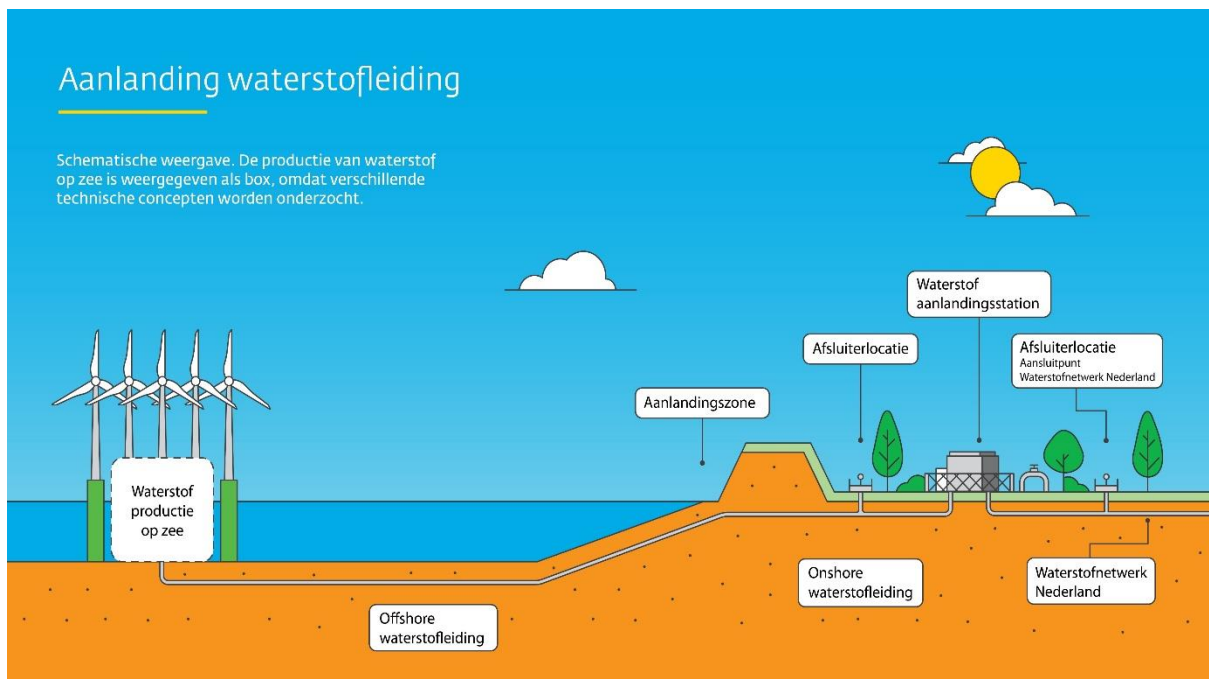 Aanlanding waterstofleiding
Schematische weergave. De productie van waterstof
op zee is weergegeven als box, omdat verschillende
technische concepten worden onderzocht.
Waterstof
aanlandingsstation
Afsluiterlocatie
Afsluiterlocatie
Aansluitpunt
Waterstofnetwerk Nederland
Aanlandingszone
Waterstof
productie
op zee
Onshore
waterstofleiding
Waterstofnetwerk
Nederland
Offshore
waterstofleiding